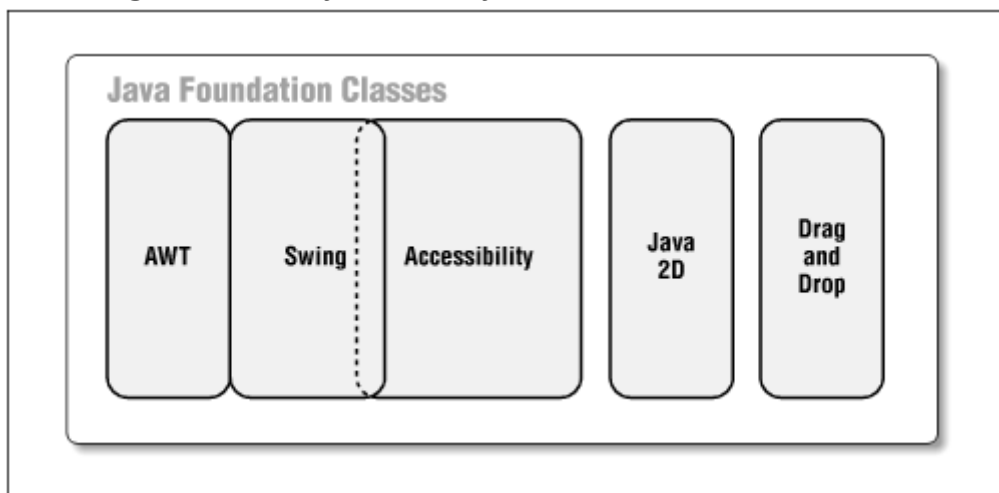 Java Foundation Classes
AWT
Swing
Accessibility
Java
2D
Drag
and
Drop